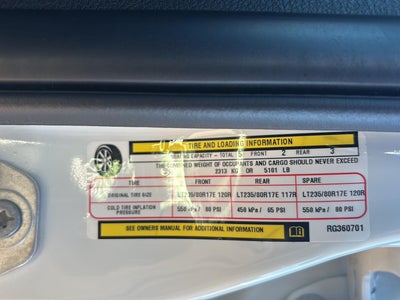 TIRE AND LOADING INFORMATION
SEATING CAPACITY - TOTAL 5 FRONT 2 REAR 3
THE COMBINED WEIGHT OF OCCUPANTS AND CARGO SHOULD NEVER EXCEED
2313 KG OR 5101 LB
TIRE FRONT REAR SPARE
ORIGINAL TIRE SIZE LT235/80R17E 120R LT235/80R17E 117R LT235/80R17E 120R
COLD TIRE INFLATION PRESSURE 550 kPa / 80 PSI 450 kPa / 65 PSI 550 kPa / 80 PSI
SEE OWNERS MANUAL FOR ADDITIONAL INFORMATION RG360701